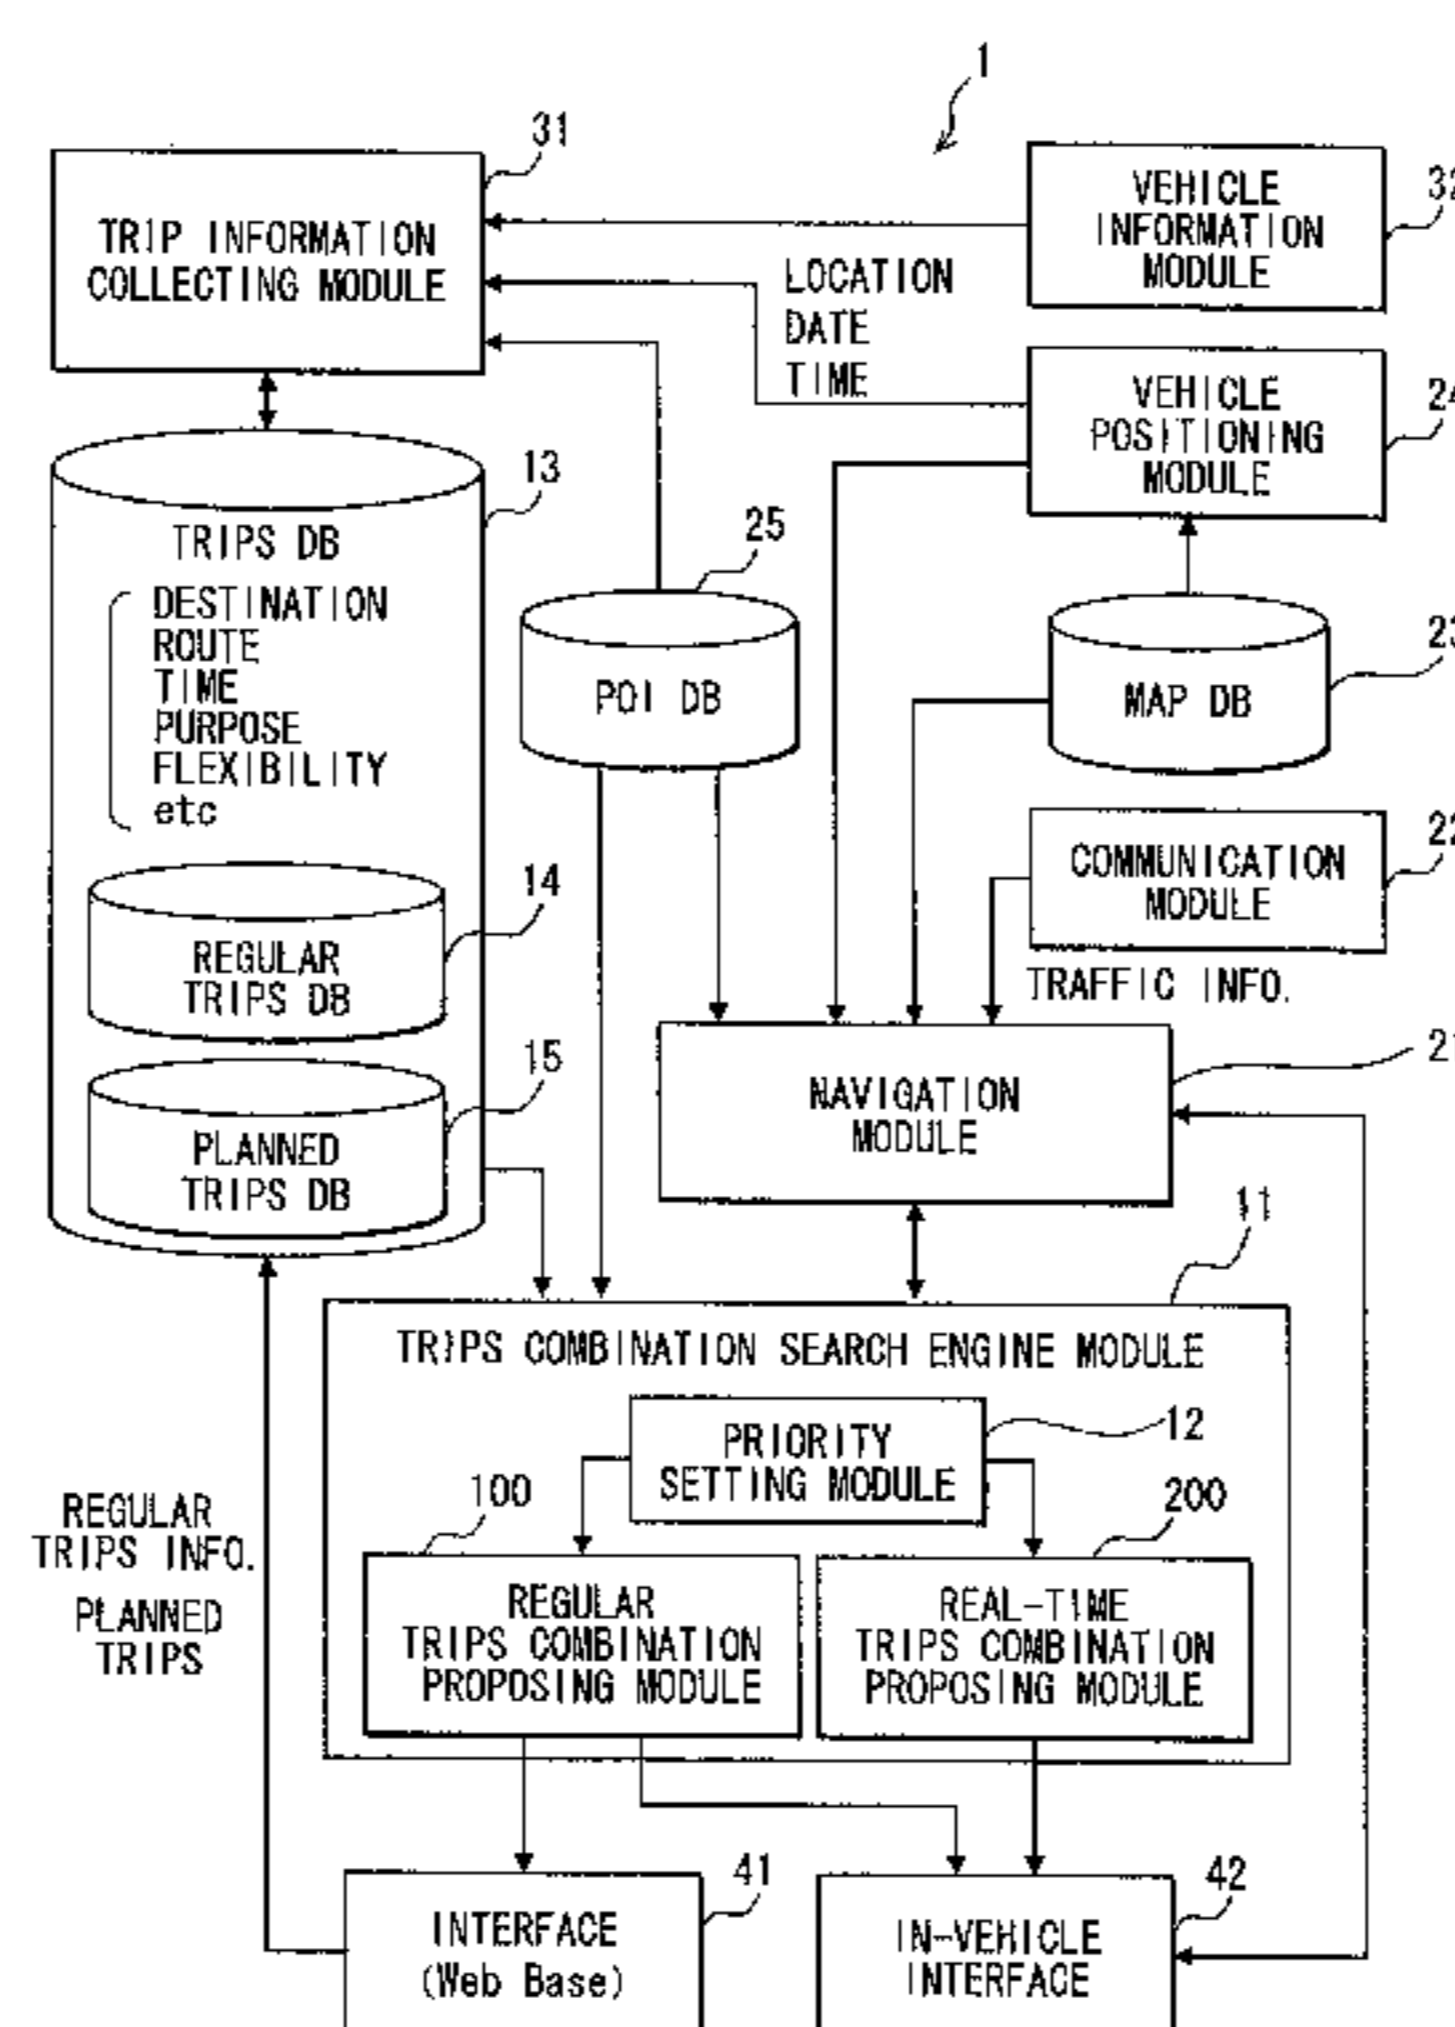 1
31
TRIP INFORMATION
COLLECTING MODULE
VEHICLE
INFORMATION
MODULE
32
LOCATION
DATE
TIME
VEHICLE
POSITIONING
MODULE
24
13
TRIPS DB
DESTINATION
ROUTE
TIME
PURPOSE
FLEXIBILITY
etc
25
POI DB
MAP DB
23
14
REGULAR
TRIPS DB
COMMUNICATION
MODULE
22
TRAFFIC INFO.
15
PLANNED
TRIPS DB
NAVIGATION
MODULE
21
11
TRIPS COMBINATION SEARCH ENGINE MODULE
PRIORITY
SETTING MODULE
12
100
REGULAR
TRIPS COMBINATION
PROPOSING MODULE
200
REAL-TIME
TRIPS COMBINATION
PROPOSING MODULE
REGULAR
TRIPS INFO.
PLANNED
TRIPS
41
INTERFACE
(Web Base)
42
IN-VEHICLE
INTERFACE